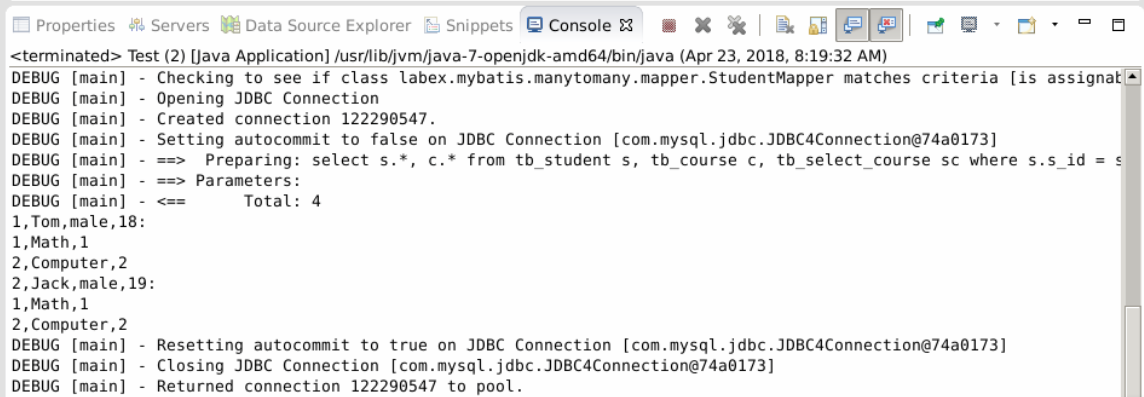 Properties Servers Data Source Explorer Snippets Console
<terminated> Test (2) [Java Application] /usr/lib/jvm/java-7-openjdk-amd64/bin/java (Apr 23, 2018, 8:19:32 AM)
DEBUG [main] - Checking to see if class labex.mybatis.manytomany.mapper.StudentMapper matches criteria [is assignab
DEBUG [main] - Opening JDBC Connection
DEBUG [main] - Created connection 122290547.
DEBUG [main] - Setting autocommit to false on JDBC Connection [com.mysql.jdbc.JDBC4Connection@74a0173]
DEBUG [main] - ==>  Preparing: select s.*, c.* from tb_student s, tb_course c, tb_select_course sc where s.s_id = s
DEBUG [main] - ==> Parameters:
DEBUG [main] - <==      Total: 4
1,Tom,male,18:
1,Math,1
2,Computer,2
2,Jack,male,19:
1,Math,1
2,Computer,2
DEBUG [main] - Resetting autocommit to true on JDBC Connection [com.mysql.jdbc.JDBC4Connection@74a0173]
DEBUG [main] - Closing JDBC Connection [com.mysql.jdbc.JDBC4Connection@74a0173]
DEBUG [main] - Returned connection 122290547 to pool.